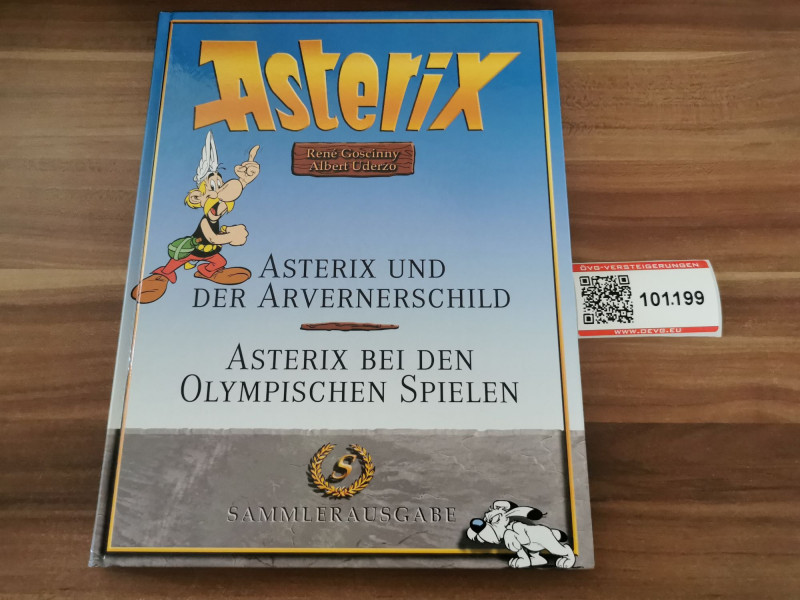 Asterix
René Goscinny
Albert Uderzo
ASTERIX UND
DER ARVERNERSCHILD
ASTERIX BEI DEN
OLYMPISCHEN SPIELEN
S
SAMMLERAUSGABE
ÖVG-VERSTEIGERUNGEN
101.199
WWW.OEVG.EU